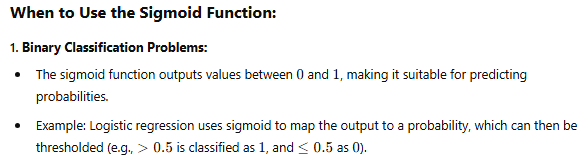 When to Use the Sigmoid Function:
1. Binary Classification Problems:
• The sigmoid function outputs values between 0 and 1, making it suitable for predicting
probabilities.
• Example: Logistic regression uses sigmoid to map the output to a probability, which can then be
thresholded (e.g., > 0.5 is classified as 1, and ≤ 0.5 as 0).